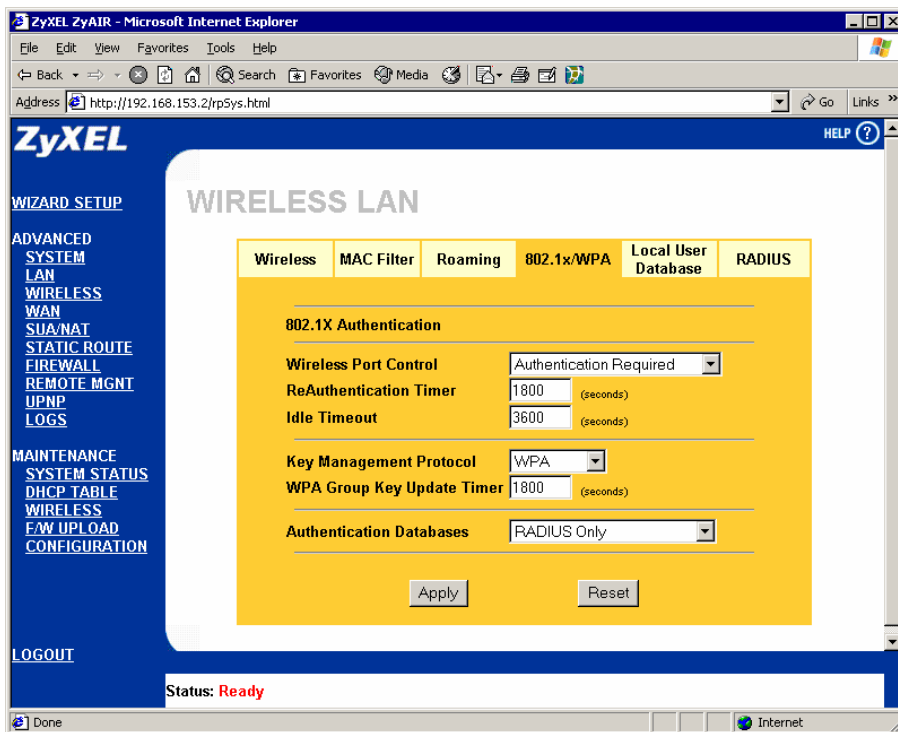 ZyXEL ZyAIR - Microsoft Internet Explorer
File Edit View Favorites Tools Help
Back Search Favorites Media
Address http://192.168.153.2/rpSys.html Go Links »
ZyXEL
HELP ?
WIZARD SETUP
ADVANCED
SYSTEM
LAN
WIRELESS
WAN
SUA/NAT
STATIC ROUTE
FIREWALL
REMOTE MGNT
UPNP
LOGS
MAINTENANCE
SYSTEM STATUS
DHCP TABLE
WIRELESS
F/W UPLOAD
CONFIGURATION
LOGOUT
WIRELESS LAN
Wireless MAC Filter Roaming 802.1x/WPA Local User Database RADIUS
802.1X Authentication
Wireless Port Control Authentication Required
ReAuthentication Timer 1800 (seconds)
Idle Timeout 3600 (seconds)
Key Management Protocol WPA
WPA Group Key Update Timer 1800 (seconds)
Authentication Databases RADIUS Only
Apply Reset
Status: Ready
Done Internet